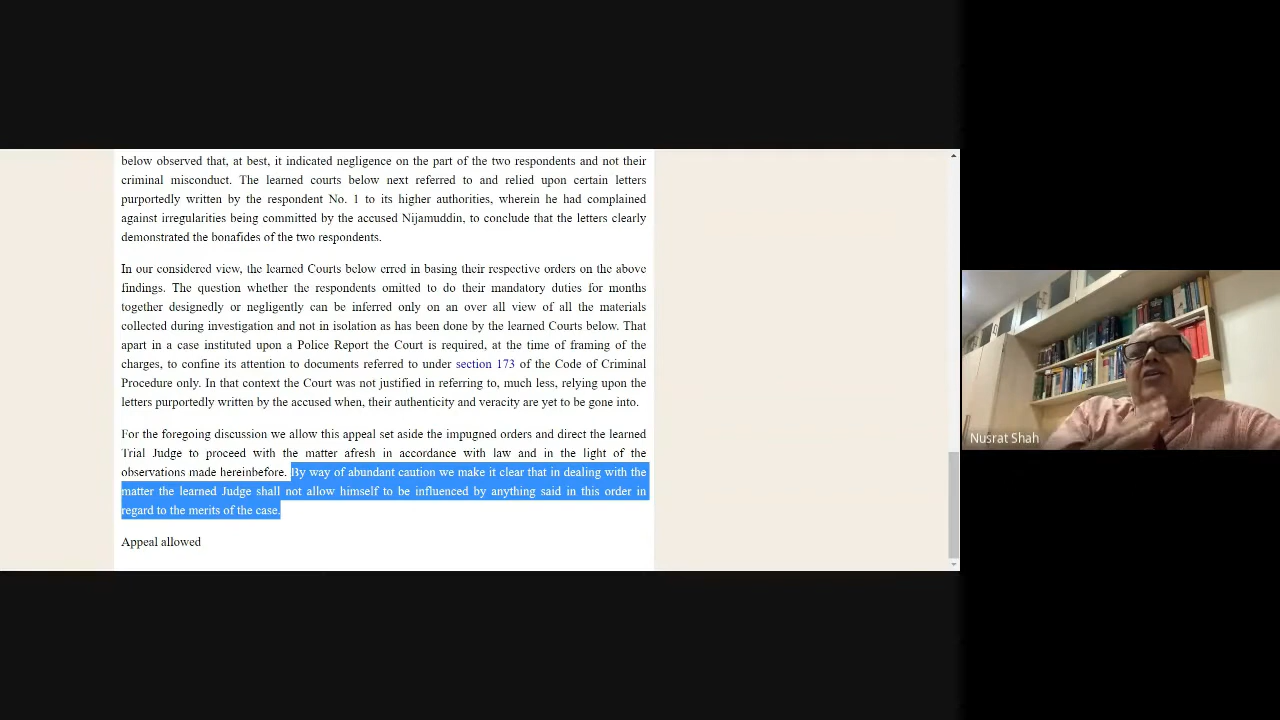 below observed that, at best, it indicated negligence on the part of the two respondents and not their
criminal misconduct. The learned courts below next referred to and relied upon certain letters
purportedly written by the respondent No. 1 to its higher authorities, wherein he had complained
against irregularities being committed by the accused Nijamuddin, to conclude that the letters clearly
demonstrated the bonafides of the two respondents.
In our considered view, the learned Courts below erred in basing their respective orders on the above
findings. The question whether the respondents omitted to do their mandatory duties for months
together designedly or negligently can be inferred only on an over all view of all the materials
collected during investigation and not in isolation as has been done by the learned Courts below. That
apart in a case instituted upon a Police Report the Court is required, at the time of framing of the
charges, to confine its attention to documents referred to under section 173 of the Code of Criminal
Procedure only. In that context the Court was not justified in referring to, much less, relying upon the
letters purportedly written by the accused when, their authenticity and veracity are yet to be gone into.
For the foregoing discussion we allow this appeal set aside the impugned orders and direct the learned
Trial Judge to proceed with the matter afresh in accordance with law and in the light of the
observations made hereinbefore. By way of abundant caution we make it clear that in dealing with the
matter the learned Judge shall not allow himself to be influenced by anything said in this order in
regard to the merits of the case.
Appeal allowed
Nusrat Shah